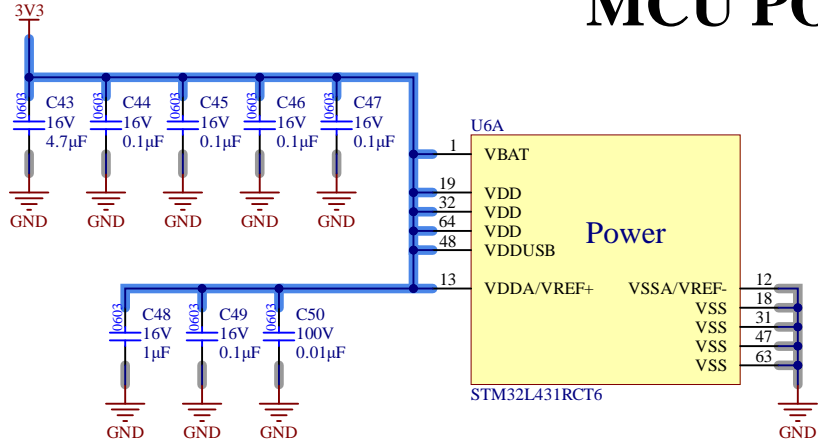 MCU PO
3V3
0603 C43 16V 4.7µF
0603 C44 16V 0.1µF
0603 C45 16V 0.1µF
0603 C46 16V 0.1µF
0603 C47 16V 0.1µF
GND GND GND GND GND
U6A
1 VBAT
19 VDD
32 VDD
64 VDD
48 VDDUSB
13 VDDA/VREF+
Power
VSSA/VREF- 12
VSS 18
VSS 31
VSS 47
VSS 63
STM32L431RCT6
0603 C48 16V 1µF
0603 C49 16V 0.1µF
0603 C50 100V 0.01µF
GND GND GND GND